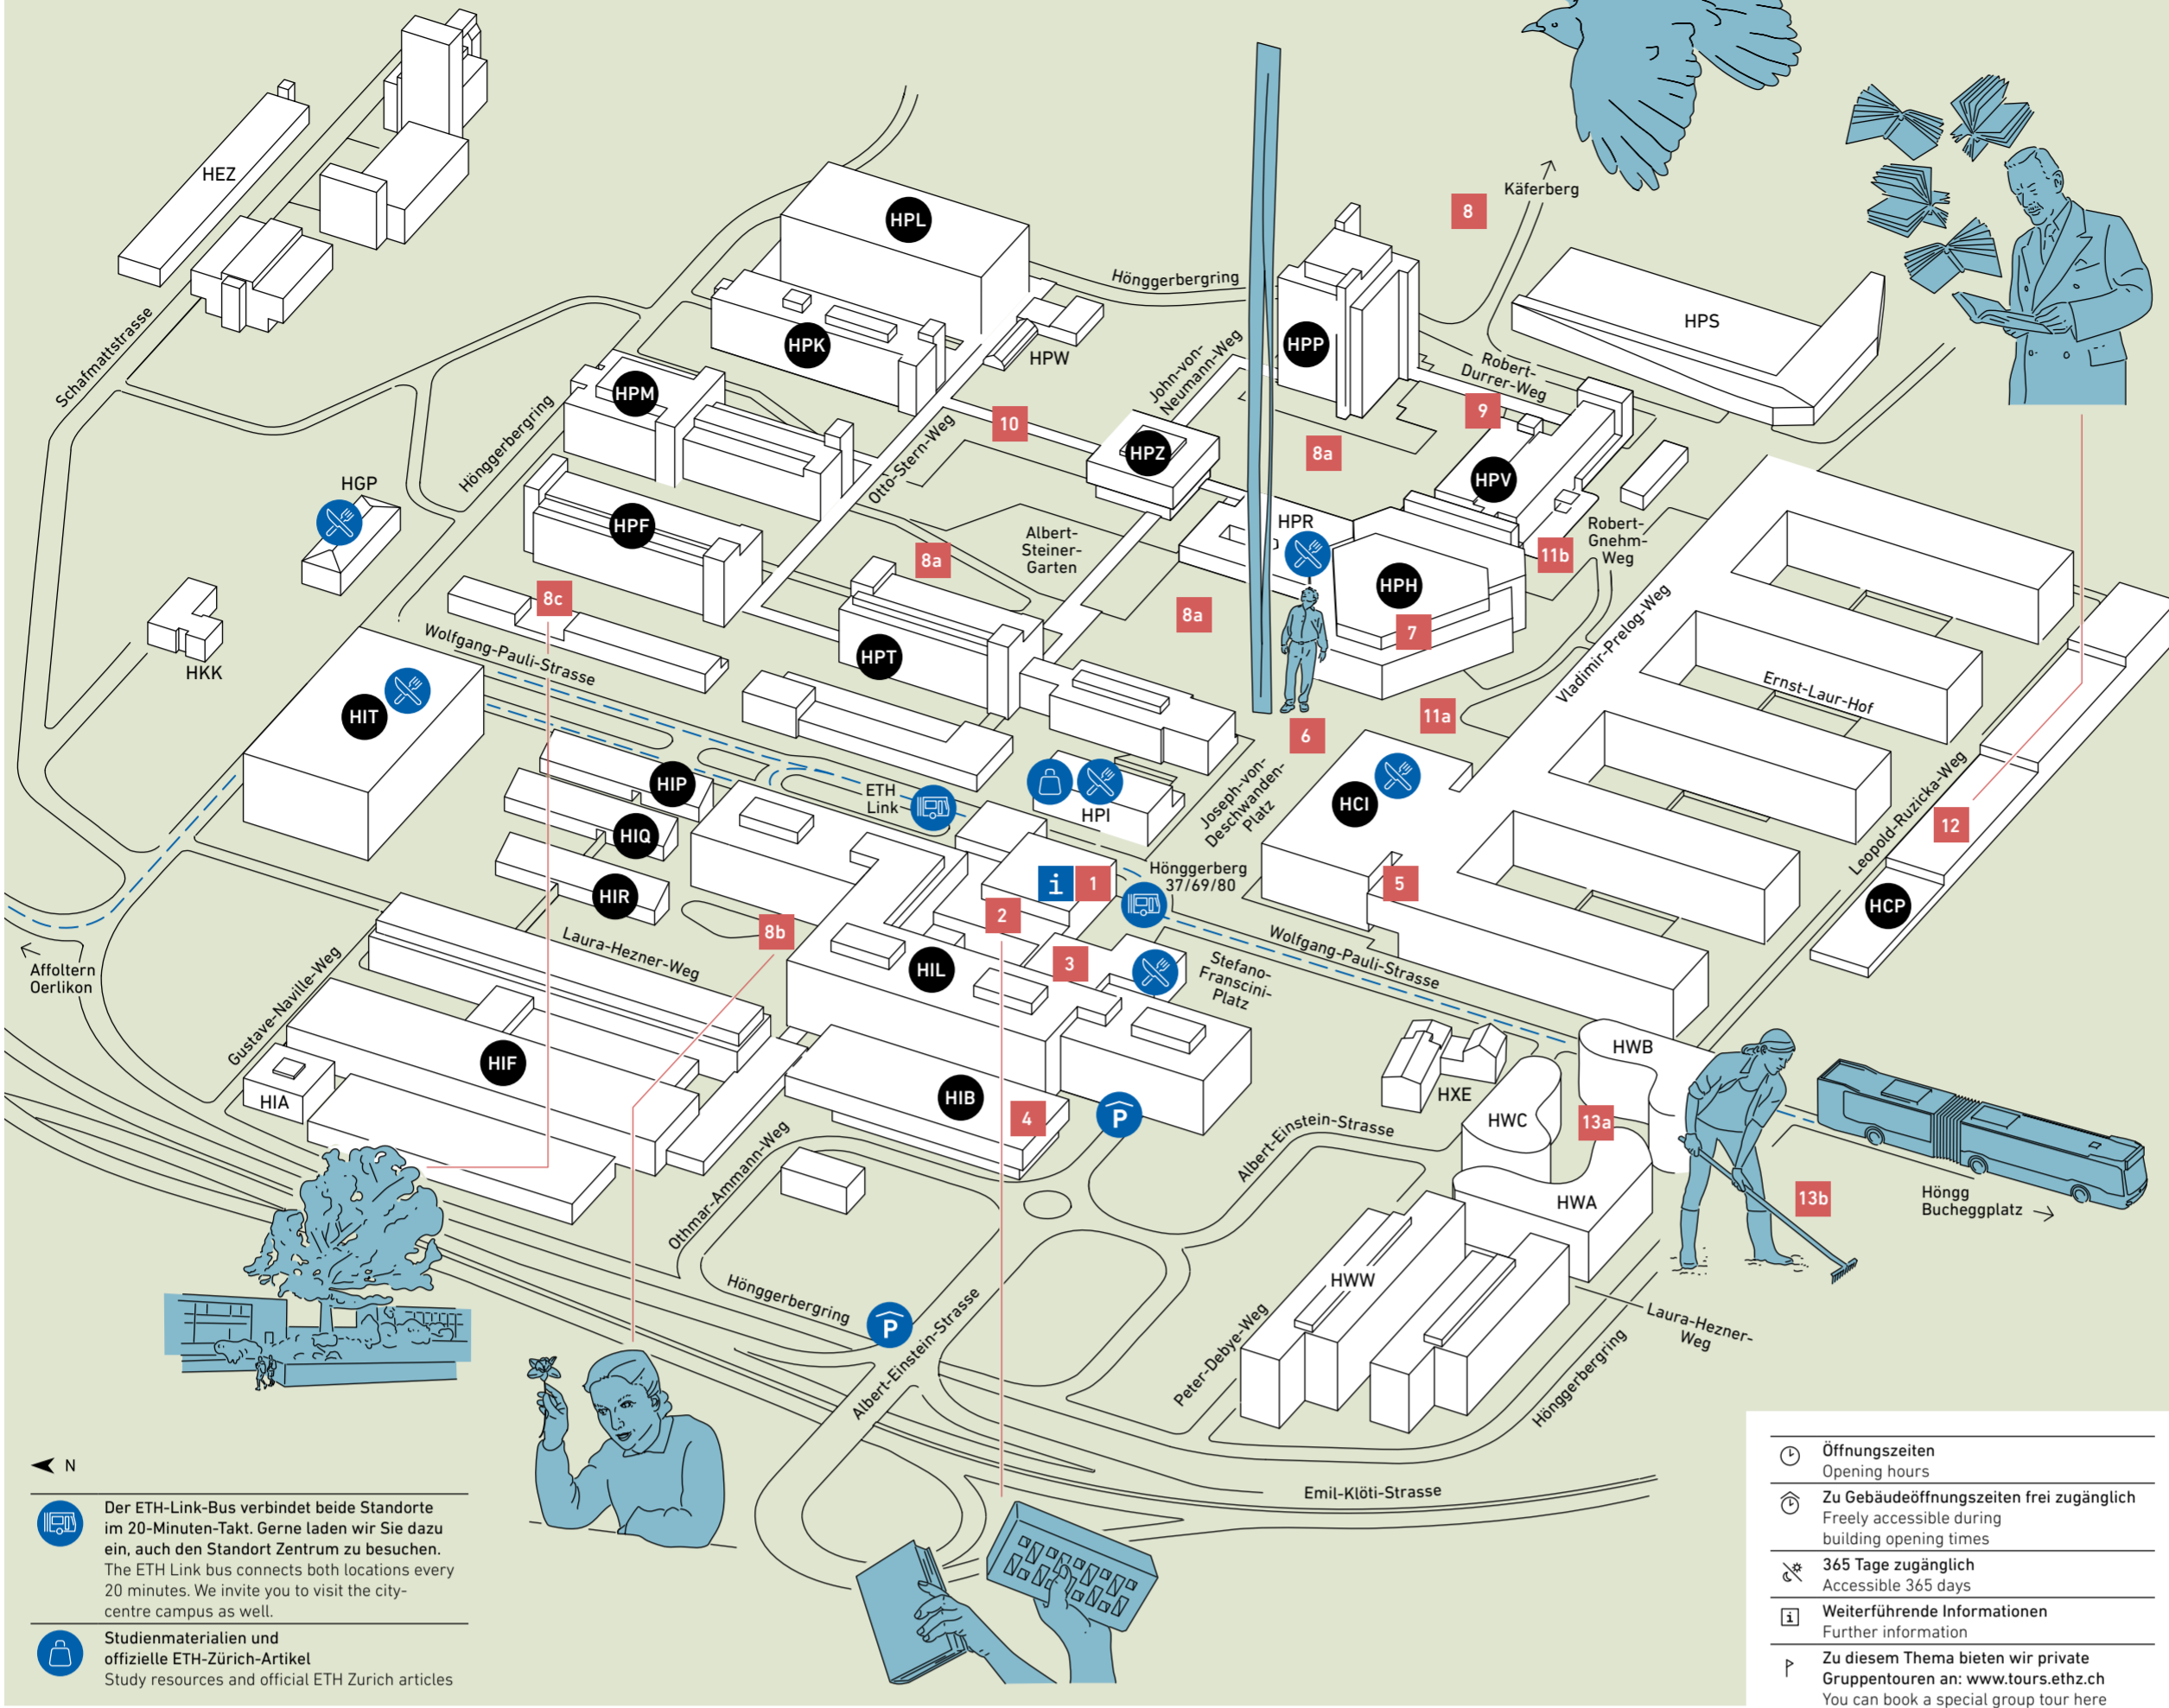 HEZ
Schafmattstrasse
HPL
Hönggerbergring
HPK
HPW
HPM
Hönggerbergring
Otto-Stern-Weg
10
John-von-
Neumann-Weg
HPZ
HPP
8
Käferberg
Robert-
Durrer-Weg
9
HPS
8a
HPV
HGP
HPF
8a
Albert-
Steiner-
Garten
HPR
HPH
7
11b
Robert-
Gnehm-
Weg
8c
8a
HKK
Wolfgang-Pauli-Strasse
HPT
Vladimir-Prelog-Weg
Ernst-Laur-Hof
HIT
6
11a
HIP
ETH
Link
HPI
Joseph-von-
Deschwanden-
Platz
HCI
Leopold-Ruzicka-Weg
12
HIQ
Hönggerberg
37/69/80
i
1
5
HIR
2
HCP
8b
Laura-Hezner-Weg
HIL
3
Wolfgang-Pauli-Strasse
Stefano-
Franscini-
Platz
Affoltern
Oerlikon
Gustave-Naville-Weg
HIF
HIA
HIB
4
P
HXE
HWB
HWC
13a
HWA
Albert-Einstein-Strasse
Othmar-Ammann-Weg
13b
Höngg
Bucheggplatz
Hönggerbergring
P
Albert-Einstein-Strasse
HWW
Peter-Debye-Weg
Laura-Hezner-
Weg
Hönggerbergring
Emil-Klöti-Strasse
N
Der ETH-Link-Bus verbindet beide Standorte
im 20-Minuten-Takt. Gerne laden wir Sie dazu
ein, auch den Standort Zentrum zu besuchen.
The ETH Link bus connects both locations every
20 minutes. We invite you to visit the city-
centre campus as well.
Studienmaterialien und
offizielle ETH-Zürich-Artikel
Study resources and official ETH Zurich articles
Öffnungszeiten
Opening hours
Zu Gebäudeöffnungszeiten frei zugänglich
Freely accessible during
building opening times
365 Tage zugänglich
Accessible 365 days
i
Weiterführende Informationen
Further information
Zu diesem Thema bieten wir private
Gruppentouren an: www.tours.ethz.ch
You can book a special group tour here